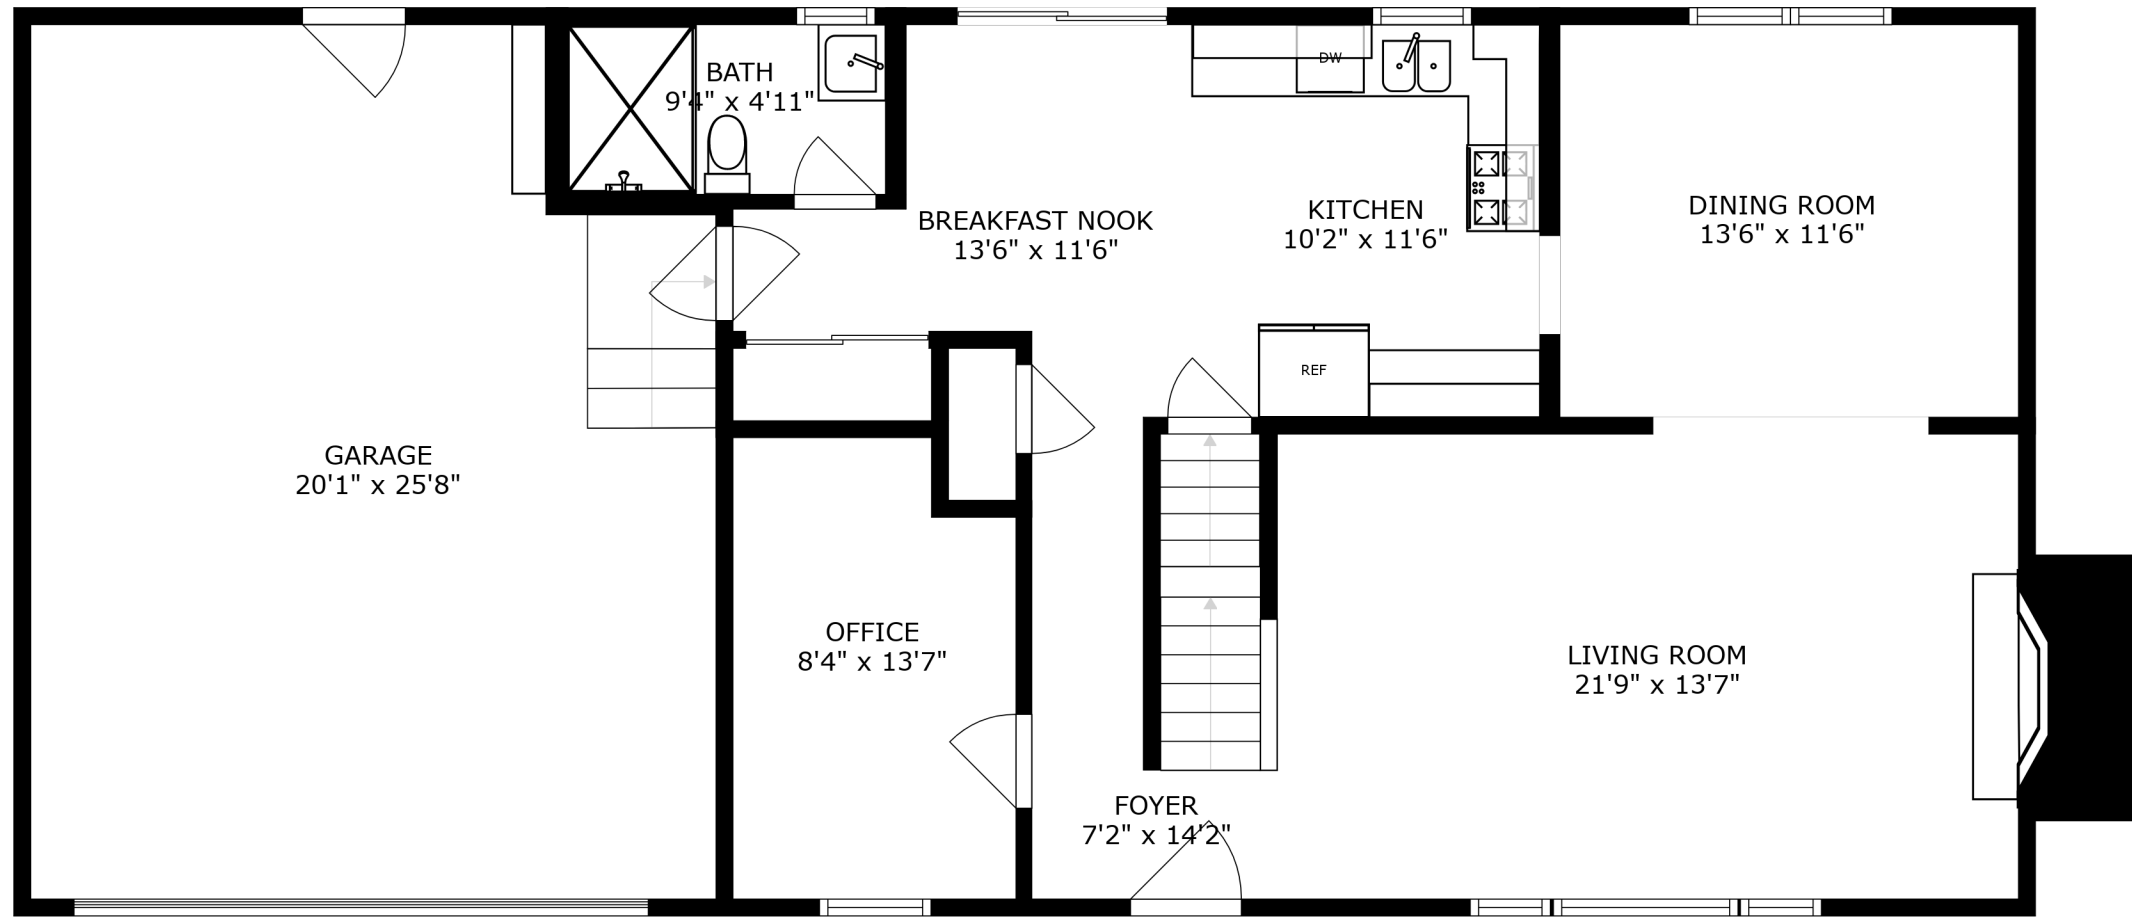 BATH
9'4" x 4'11"
DW
BREAKFAST NOOK
13'6" x 11'6"
KITCHEN
10'2" x 11'6"
DINING ROOM
13'6" x 11'6"
REF
GARAGE
20'1" x 25'8"
OFFICE
8'4" x 13'7"
LIVING ROOM
21'9" x 13'7"
FOYER
7'2" x 14'2"